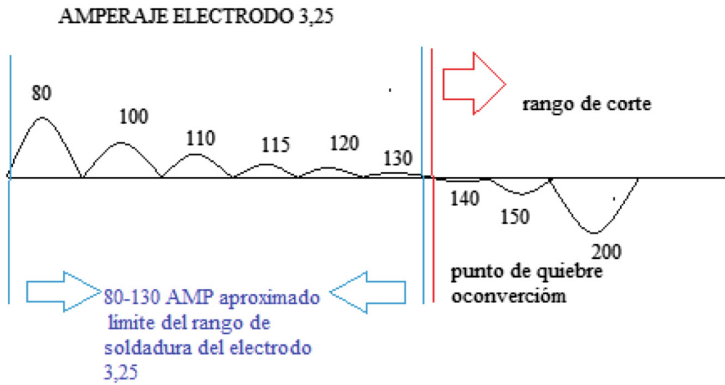 AMPERAJE ELECTRODO 3,25
80
100
110
115
120
130
rango de corte
140
150
200
punto de quiebre
oconverción
80-130 AMP aproximado
limite del rango de
soldadura del electrodo
3,25